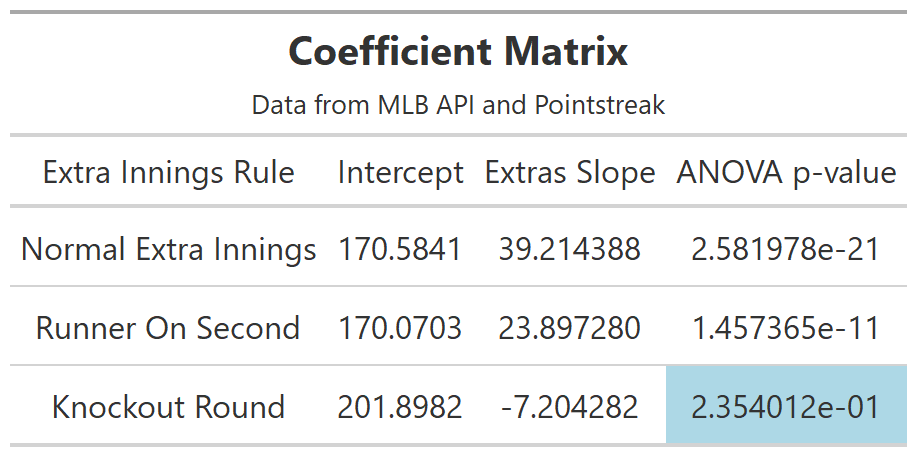 Coefficient Matrix
Data from MLB API and Pointstreak
Extra Innings Rule Intercept Extras Slope ANOVA p-value
Normal Extra Innings 170.5841 39.214388 2.581978e-21
Runner On Second 170.0703 23.897280 1.457365e-11
Knockout Round 201.8982 -7.204282 2.354012e-01